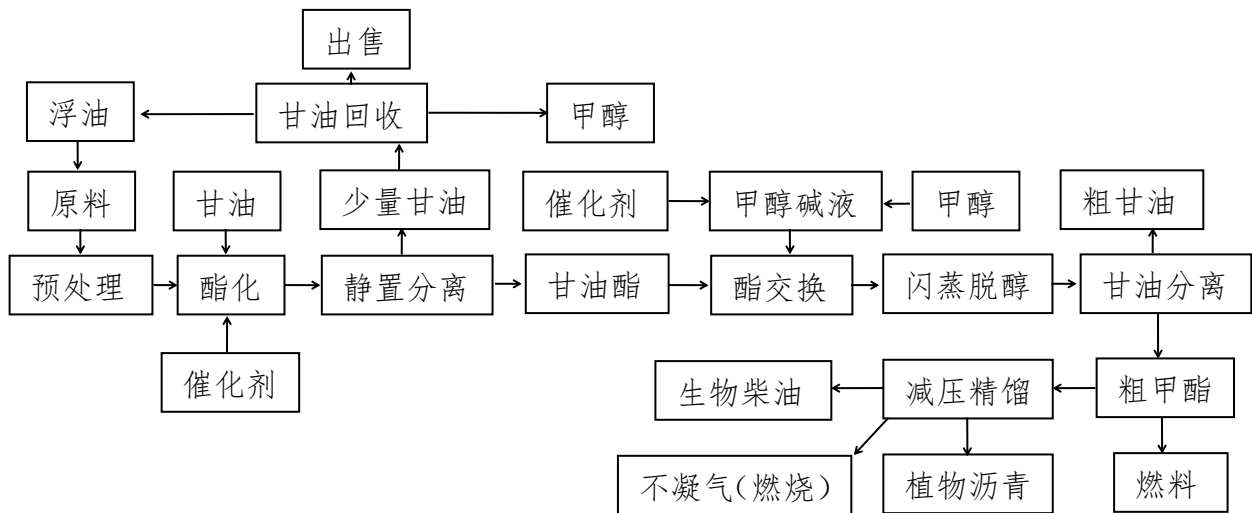 出售
浮油
甘油回收
甲醇
原料
甘油
少量甘油
催化剂
甲醇碱液
甲醇
粗甘油
预处理
酯化
静置分离
甘油酯
酯交换
闪蒸脱醇
甘油分离
催化剂
生物柴油
减压精馏
粗甲酯
不凝气(燃烧)
植物沥青
燃料